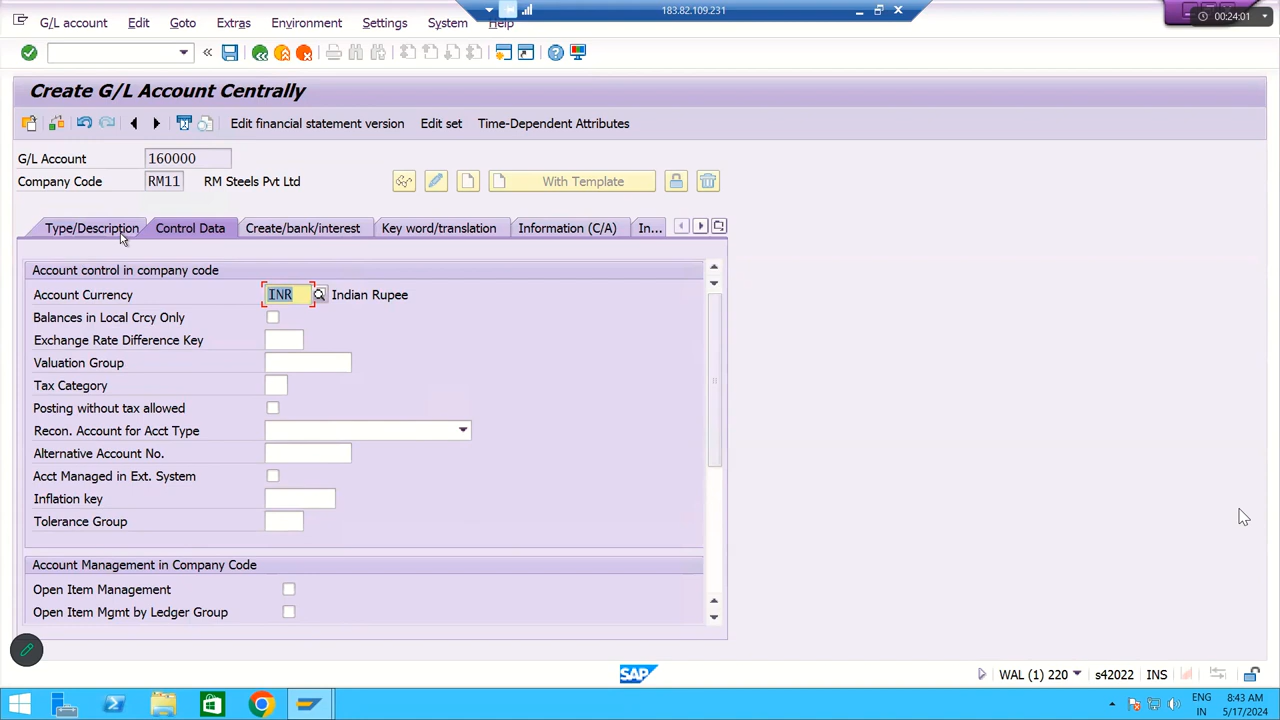 183.82.109.231
00:24:01
G/L account Edit Goto Extras Environment Settings System Help
Create G/L Account Centrally
Edit financial statement version Edit set Time-Dependent Attributes
G/L Account 160000
Company Code RM11 RM Steels Pvt Ltd With Template
Type/Description Control Data Create/bank/interest Key word/translation Information (C/A) In...
Account control in company code
Account Currency INR Indian Rupee
Balances in Local Crcy Only
Exchange Rate Difference Key
Valuation Group
Tax Category
Posting without tax allowed
Recon. Account for Acct Type
Alternative Account No.
Acct Managed in Ext. System
Inflation key
Tolerance Group
Account Management in Company Code
Open Item Management
Open Item Mgmt by Ledger Group
SAP WAL (1) 220 s42022 INS
ENG 8:43 AM
IN 5/17/2024